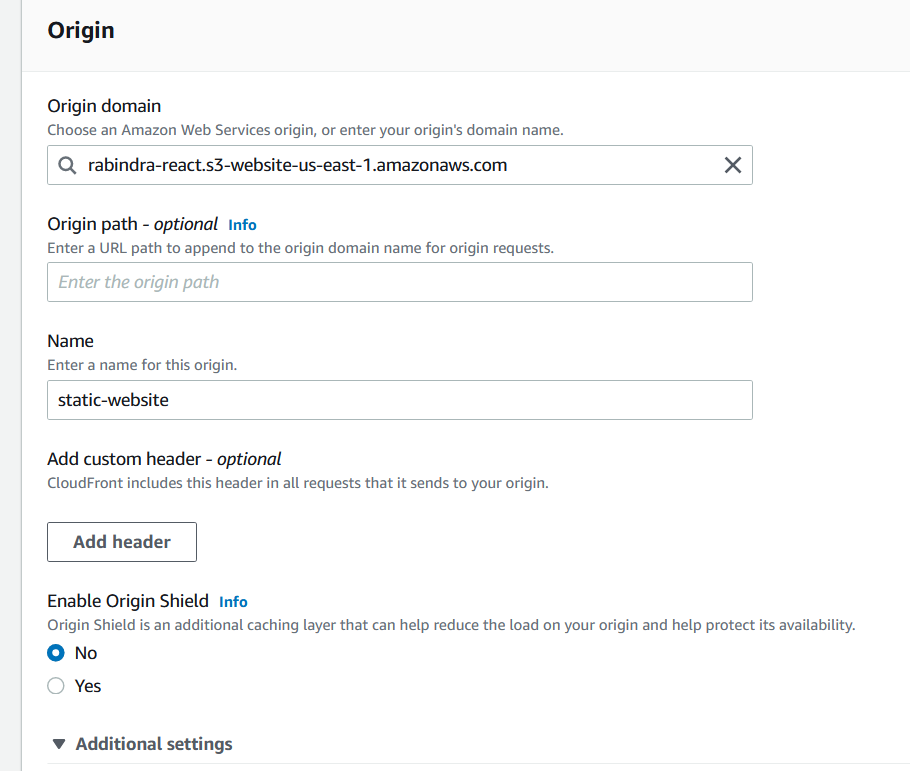 Origin
Origin domain
Choose an Amazon Web Services origin, or enter your origin's domain name.
rabindra-react.s3-website-us-east-1.amazonaws.com
Origin path - optional Info
Enter a URL path to append to the origin domain name for origin requests.
Enter the origin path
Name
Enter a name for this origin.
static-website
Add custom header - optional
CloudFront includes this header in all requests that it sends to your origin.
Add header
Enable Origin Shield Info
Origin Shield is an additional caching layer that can help reduce the load on your origin and help protect its availability.
No
Yes
Additional settings